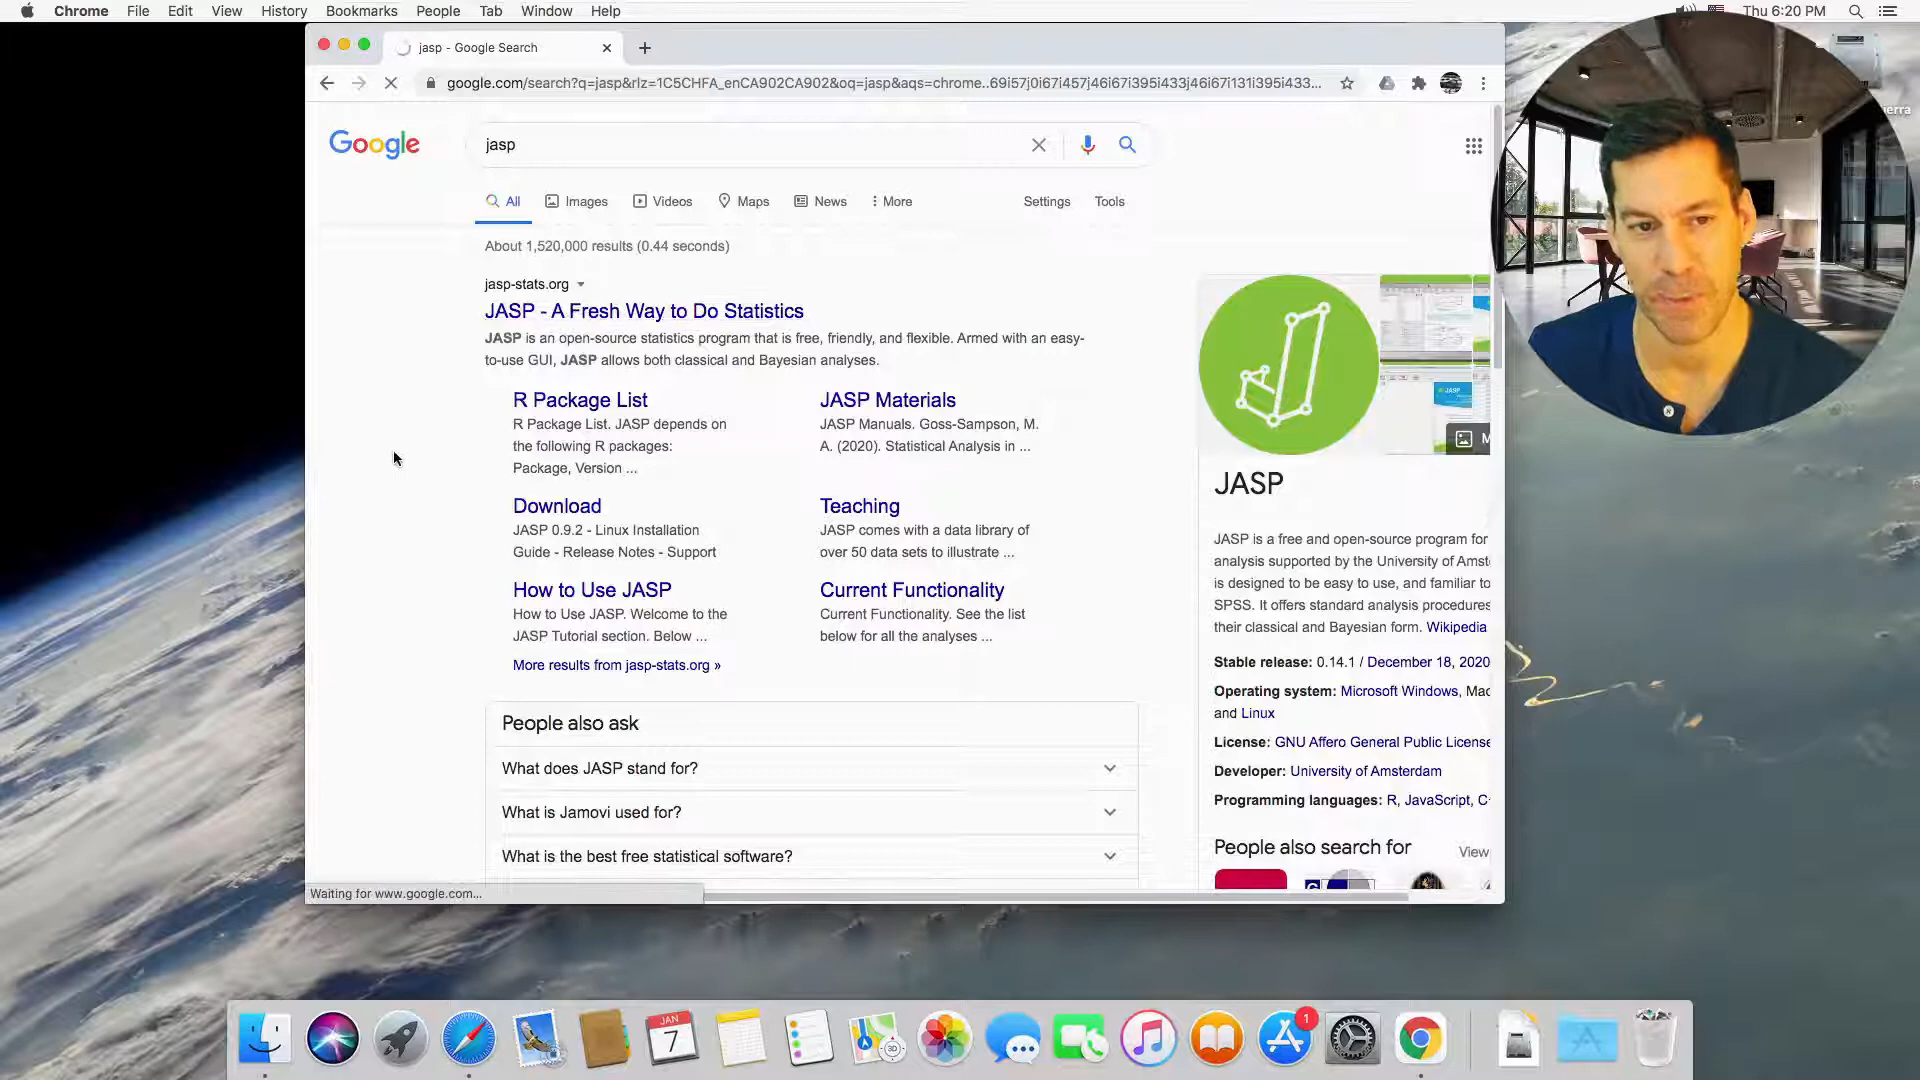 Chrome File Edit View History Bookmarks People Tab Window Help
Thu 6:20 PM
jasp - Google Search
google.com/search?q=jasp&rlz=1C5CHFA_enCA902CA902&oq=jasp&aqs=chrome..69i57j0i67i457j46i67i395i433j46i67i131i395i433...
Google
jasp
All Images Videos Maps News More Settings Tools
About 1,520,000 results (0.44 seconds)
jasp-stats.org
JASP - A Fresh Way to Do Statistics
JASP is an open-source statistics program that is free, friendly, and flexible. Armed with an easy-
to-use GUI, JASP allows both classical and Bayesian analyses.
R Package List
R Package List. JASP depends on
the following R packages:
Package, Version ...
JASP Materials
JASP Manuals. Goss-Sampson, M.
A. (2020). Statistical Analysis in ...
Download
JASP 0.9.2 - Linux Installation
Guide - Release Notes - Support
Teaching
JASP comes with a data library of
over 50 data sets to illustrate ...
How to Use JASP
How to Use JASP. Welcome to the
JASP Tutorial section. Below ...
Current Functionality
Current Functionality. See the list
below for all the analyses ...
More results from jasp-stats.org »
People also ask
What does JASP stand for?
What is Jamovi used for?
What is the best free statistical software?
Waiting for www.google.com...
M
JASP
JASP is a free and open-source program for
analysis supported by the University of Amst
is designed to be easy to use, and familiar to
SPSS. It offers standard analysis procedures
their classical and Bayesian form. Wikipedia
Stable release: 0.14.1 / December 18, 2020
Operating system: Microsoft Windows, Mac
and Linux
License: GNU Affero General Public License
Developer: University of Amsterdam
Programming languages: R, JavaScript, C
People also search for
View
erra
JAN
7
3D
1